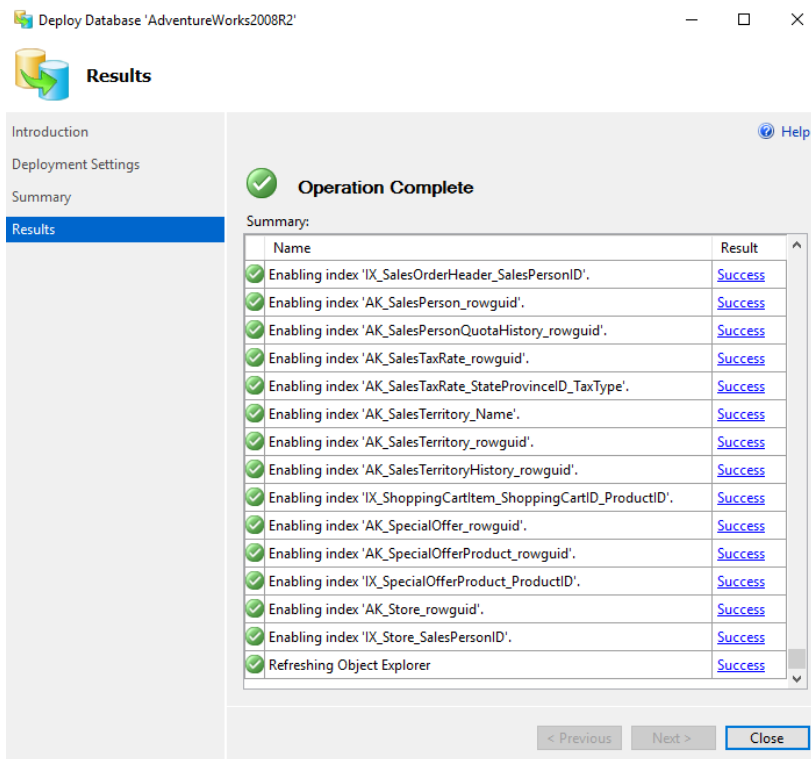 Deploy Database 'AdventureWorks2008R2'
Results
Introduction
Deployment Settings
Summary
Results
Help
Operation Complete
Summary:
Name Result
Enabling index 'IX_SalesOrderHeader_SalesPersonID'. Success
Enabling index 'AK_SalesPerson_rowguid'. Success
Enabling index 'AK_SalesPersonQuotaHistory_rowguid'. Success
Enabling index 'AK_SalesTaxRate_rowguid'. Success
Enabling index 'AK_SalesTaxRate_StateProvinceID_TaxType'. Success
Enabling index 'AK_SalesTerritory_Name'. Success
Enabling index 'AK_SalesTerritory_rowguid'. Success
Enabling index 'AK_SalesTerritoryHistory_rowguid'. Success
Enabling index 'IX_ShoppingCartItem_ShoppingCartID_ProductID'. Success
Enabling index 'AK_SpecialOffer_rowguid'. Success
Enabling index 'AK_SpecialOfferProduct_rowguid'. Success
Enabling index 'IX_SpecialOfferProduct_ProductID'. Success
Enabling index 'AK_Store_rowguid'. Success
Enabling index 'IX_Store_SalesPersonID'. Success
Refreshing Object Explorer Success
< Previous Next > Close